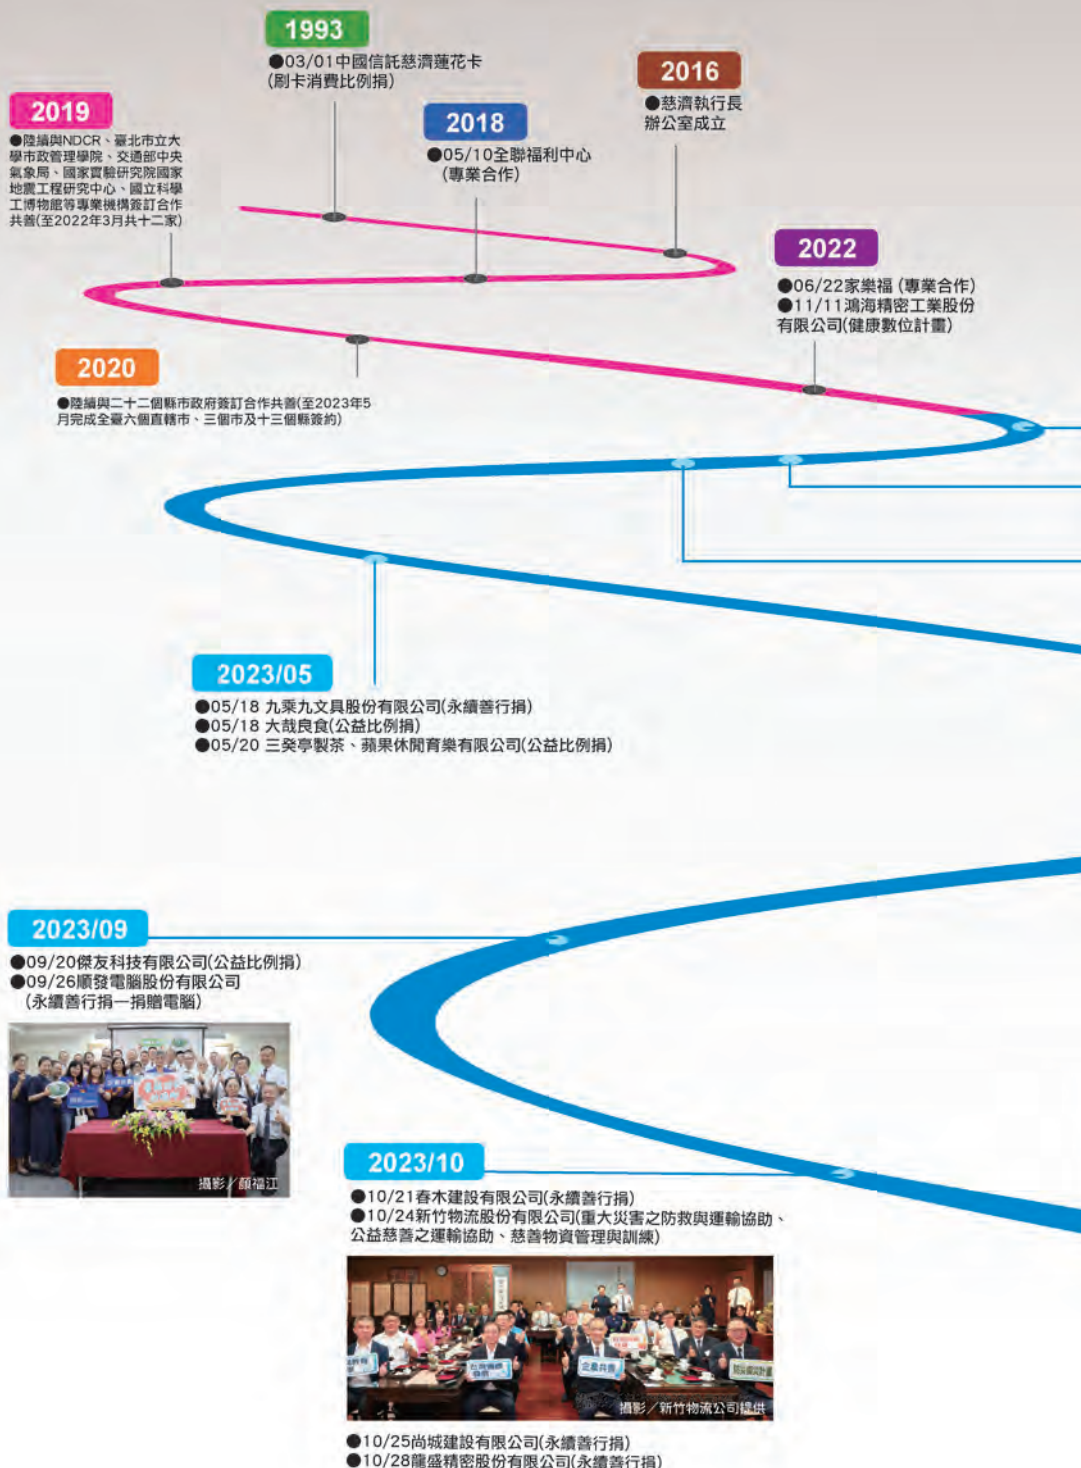 1993
●03/01中國信託慈濟蓮花卡
(刷卡消費比例捐)
2016
●慈濟執行長
辦公室成立
2019
●陸續與NDCR、臺北市立大
學市政管理學院、交通部中央
氣象局、國家實驗研究院國家
地震工程研究中心、國立科學
工博物館等專業機構簽訂合作
共善(至2022年3月共十二家)
2018
●05/10全聯福利中心
(專業合作)
2022
●06/22家樂福 (專業合作)
●11/11鴻海精密工業股份
有限公司(健康數位計畫)
2020
●陸續與二十二個縣市政府簽訂合作共善(至2023年5
月完成全臺六個直轄市、三個市及十三個縣簽約)
2023/05
●05/18 九乘九文具股份有限公司(永續善行捐)
●05/18 大哉良食(公益比例捐)
●05/20 三癸亭製茶、蘋果休閒育樂有限公司(公益比例捐)
2023/09
●09/20傑友科技有限公司(公益比例捐)
●09/26順發電腦股份有限公司
(永續善行捐—捐贈電腦)
攝影／顏福江
2023/10
●10/21春木建設有限公司(永續善行捐)
●10/24新竹物流股份有限公司(重大災害之防救與運輸協助、
公益慈善之運輸協助、慈善物資管理與訓練)
企業共善
攝影／新竹物流公司提供
●10/25尚城建設有限公司(永續善行捐)
●10/28龍盛精密股份有限公司(永續善行捐)